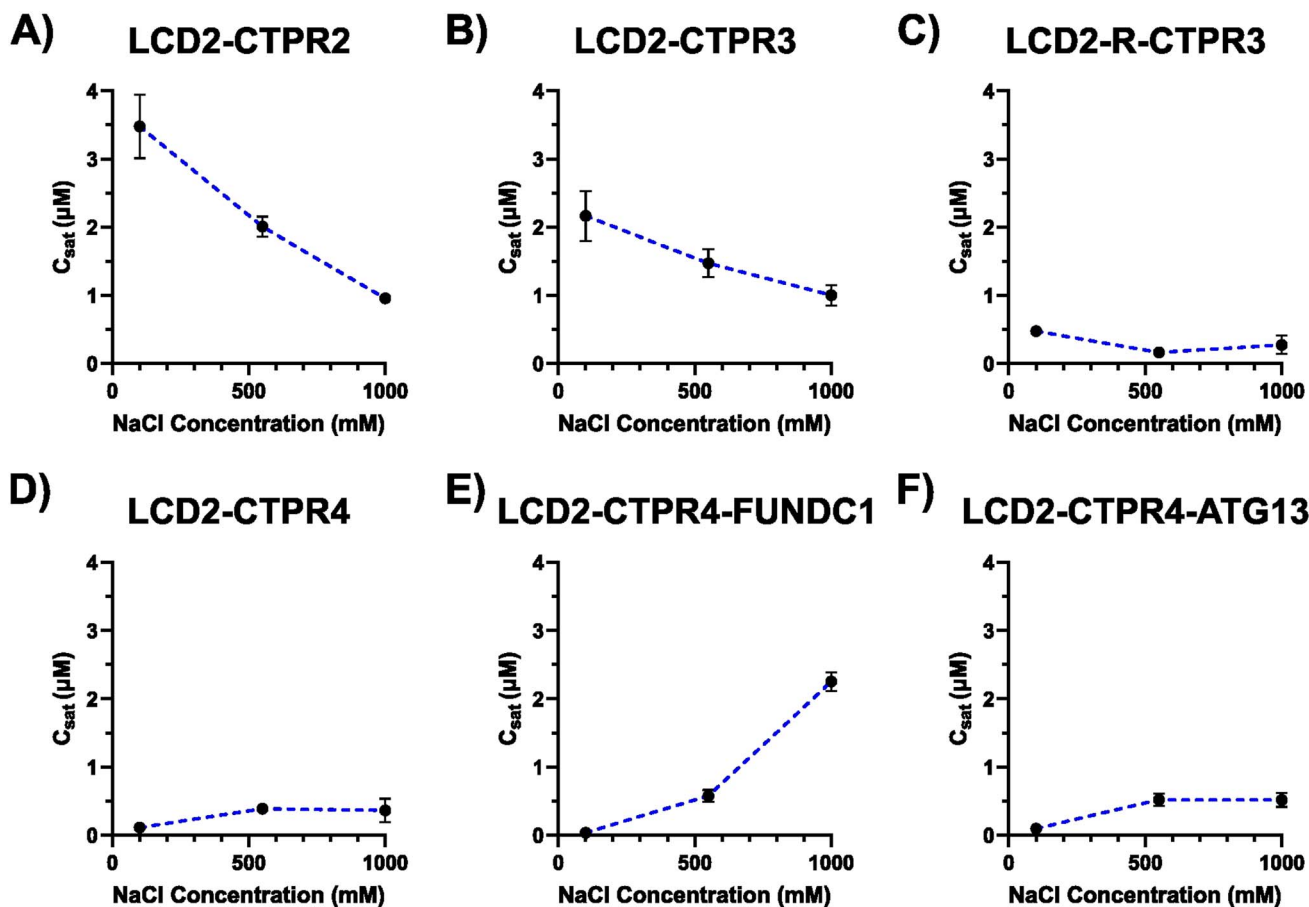 A) LCD2-CTPR2
4
3
2
1
0
C_sat (µM)
0 500 1000
NaCl Concentration (mM)
B) LCD2-CTPR3
4
3
2
1
0
C_sat (µM)
0 500 1000
NaCl Concentration (mM)
C) LCD2-R-CTPR3
4
3
2
1
0
C_sat (µM)
0 500 1000
NaCl Concentration (mM)
D) LCD2-CTPR4
4
3
2
1
0
C_sat (µM)
0 500 1000
NaCl Concentration (mM)
E) LCD2-CTPR4-FUNDC1
4
3
2
1
0
C_sat (µM)
0 500 1000
NaCl Concentration (mM)
F) LCD2-CTPR4-ATG13
4
3
2
1
0
C_sat (µM)
0 500 1000
NaCl Concentration (mM)